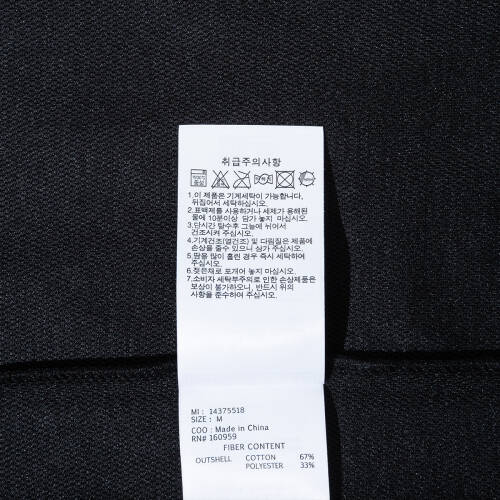 취급주의사항
1.이 제품은 기계세탁이 가능합니다,
뒤집어서 세탁하십시오.
2.표백제를 사용하거나 세제가 용해된
물에 10분이상 담가 놓지 마십시오.
3.단시간 탈수후 그늘에 뉘어서
건조시켜 주십시오.
4.기계건조(열건조) 및 다림질은 제품에
손상을 줄수 있으니 삼가 주십시오.
5.땀을 많이 흘린 경우 즉시 세탁하여
주십시오.
6.젖은채로 포개어 놓지 마십시오.
7.소비자 세탁부주의로 인한 손상제품은
보상이 불가하오니, 반드시 위의
사항을 준수하여 주십시오.
MI : 14375518
SIZE : M
COO : Made in China
RN# 160959
FIBER CONTENT
OUTSHELL COTTON 67%
POLYESTER 33%